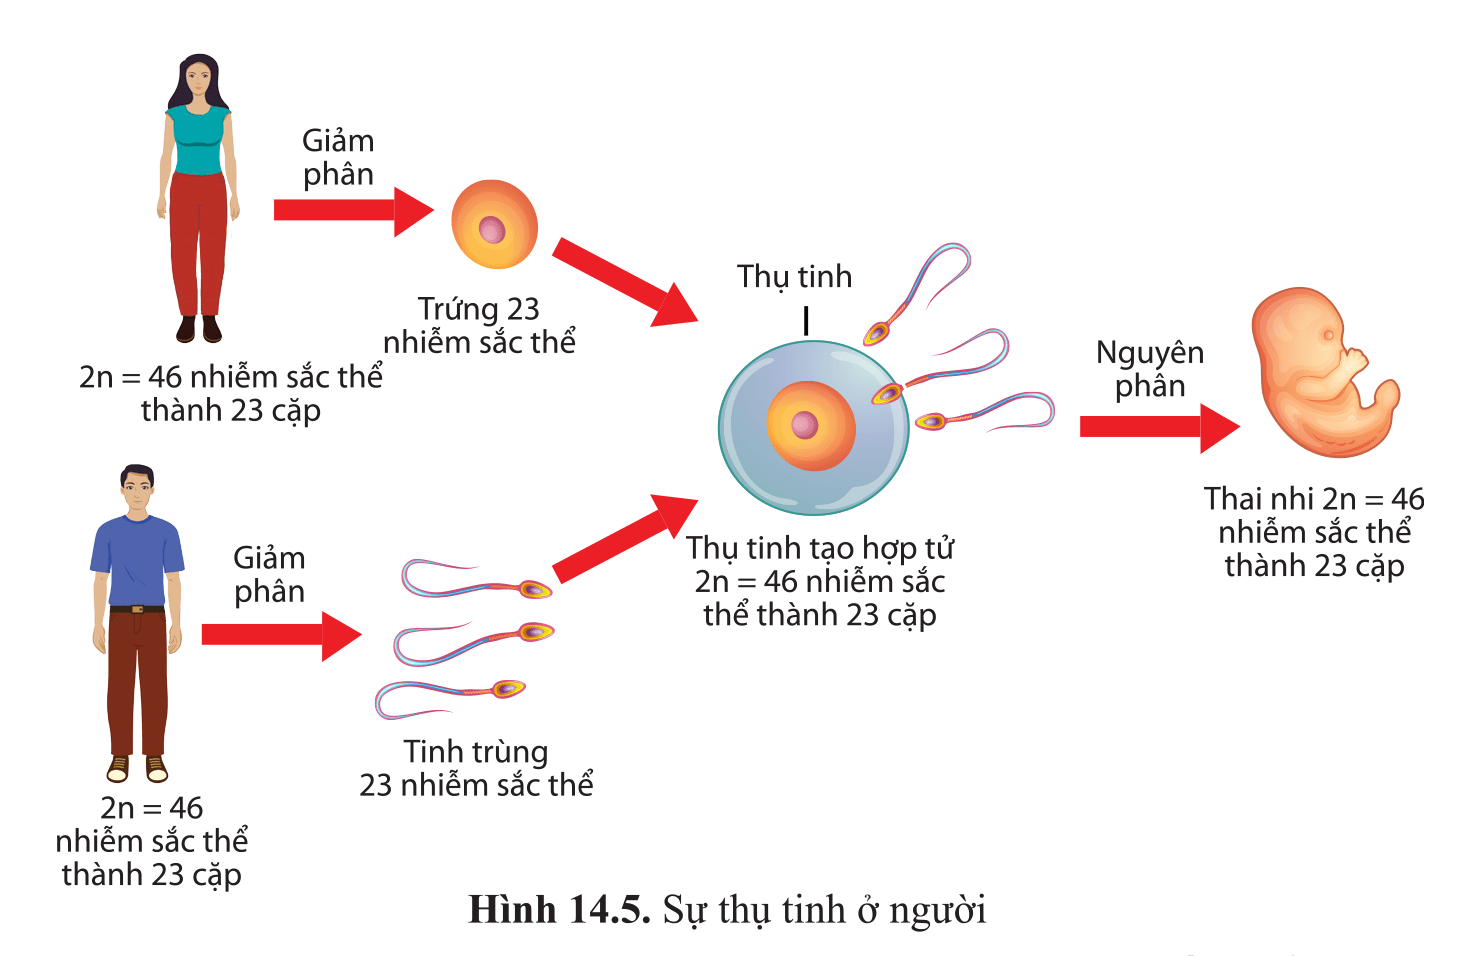 Giảm
phân
Trứng 23
nhiễm sắc thể
2n = 46 nhiễm sắc thể
thành 23 cặp
Thụ tinh
Nguyên
phân
Thai nhi 2n = 46
nhiễm sắc thể
thành 23 cặp
Giảm
phân
Thụ tinh tạo hợp tử
2n = 46 nhiễm sắc
thể thành 23 cặp
Tinh trùng
23 nhiễm sắc thể
2n = 46
nhiễm sắc thể
thành 23 cặp
Hình 14.5. Sự thụ tinh ở người